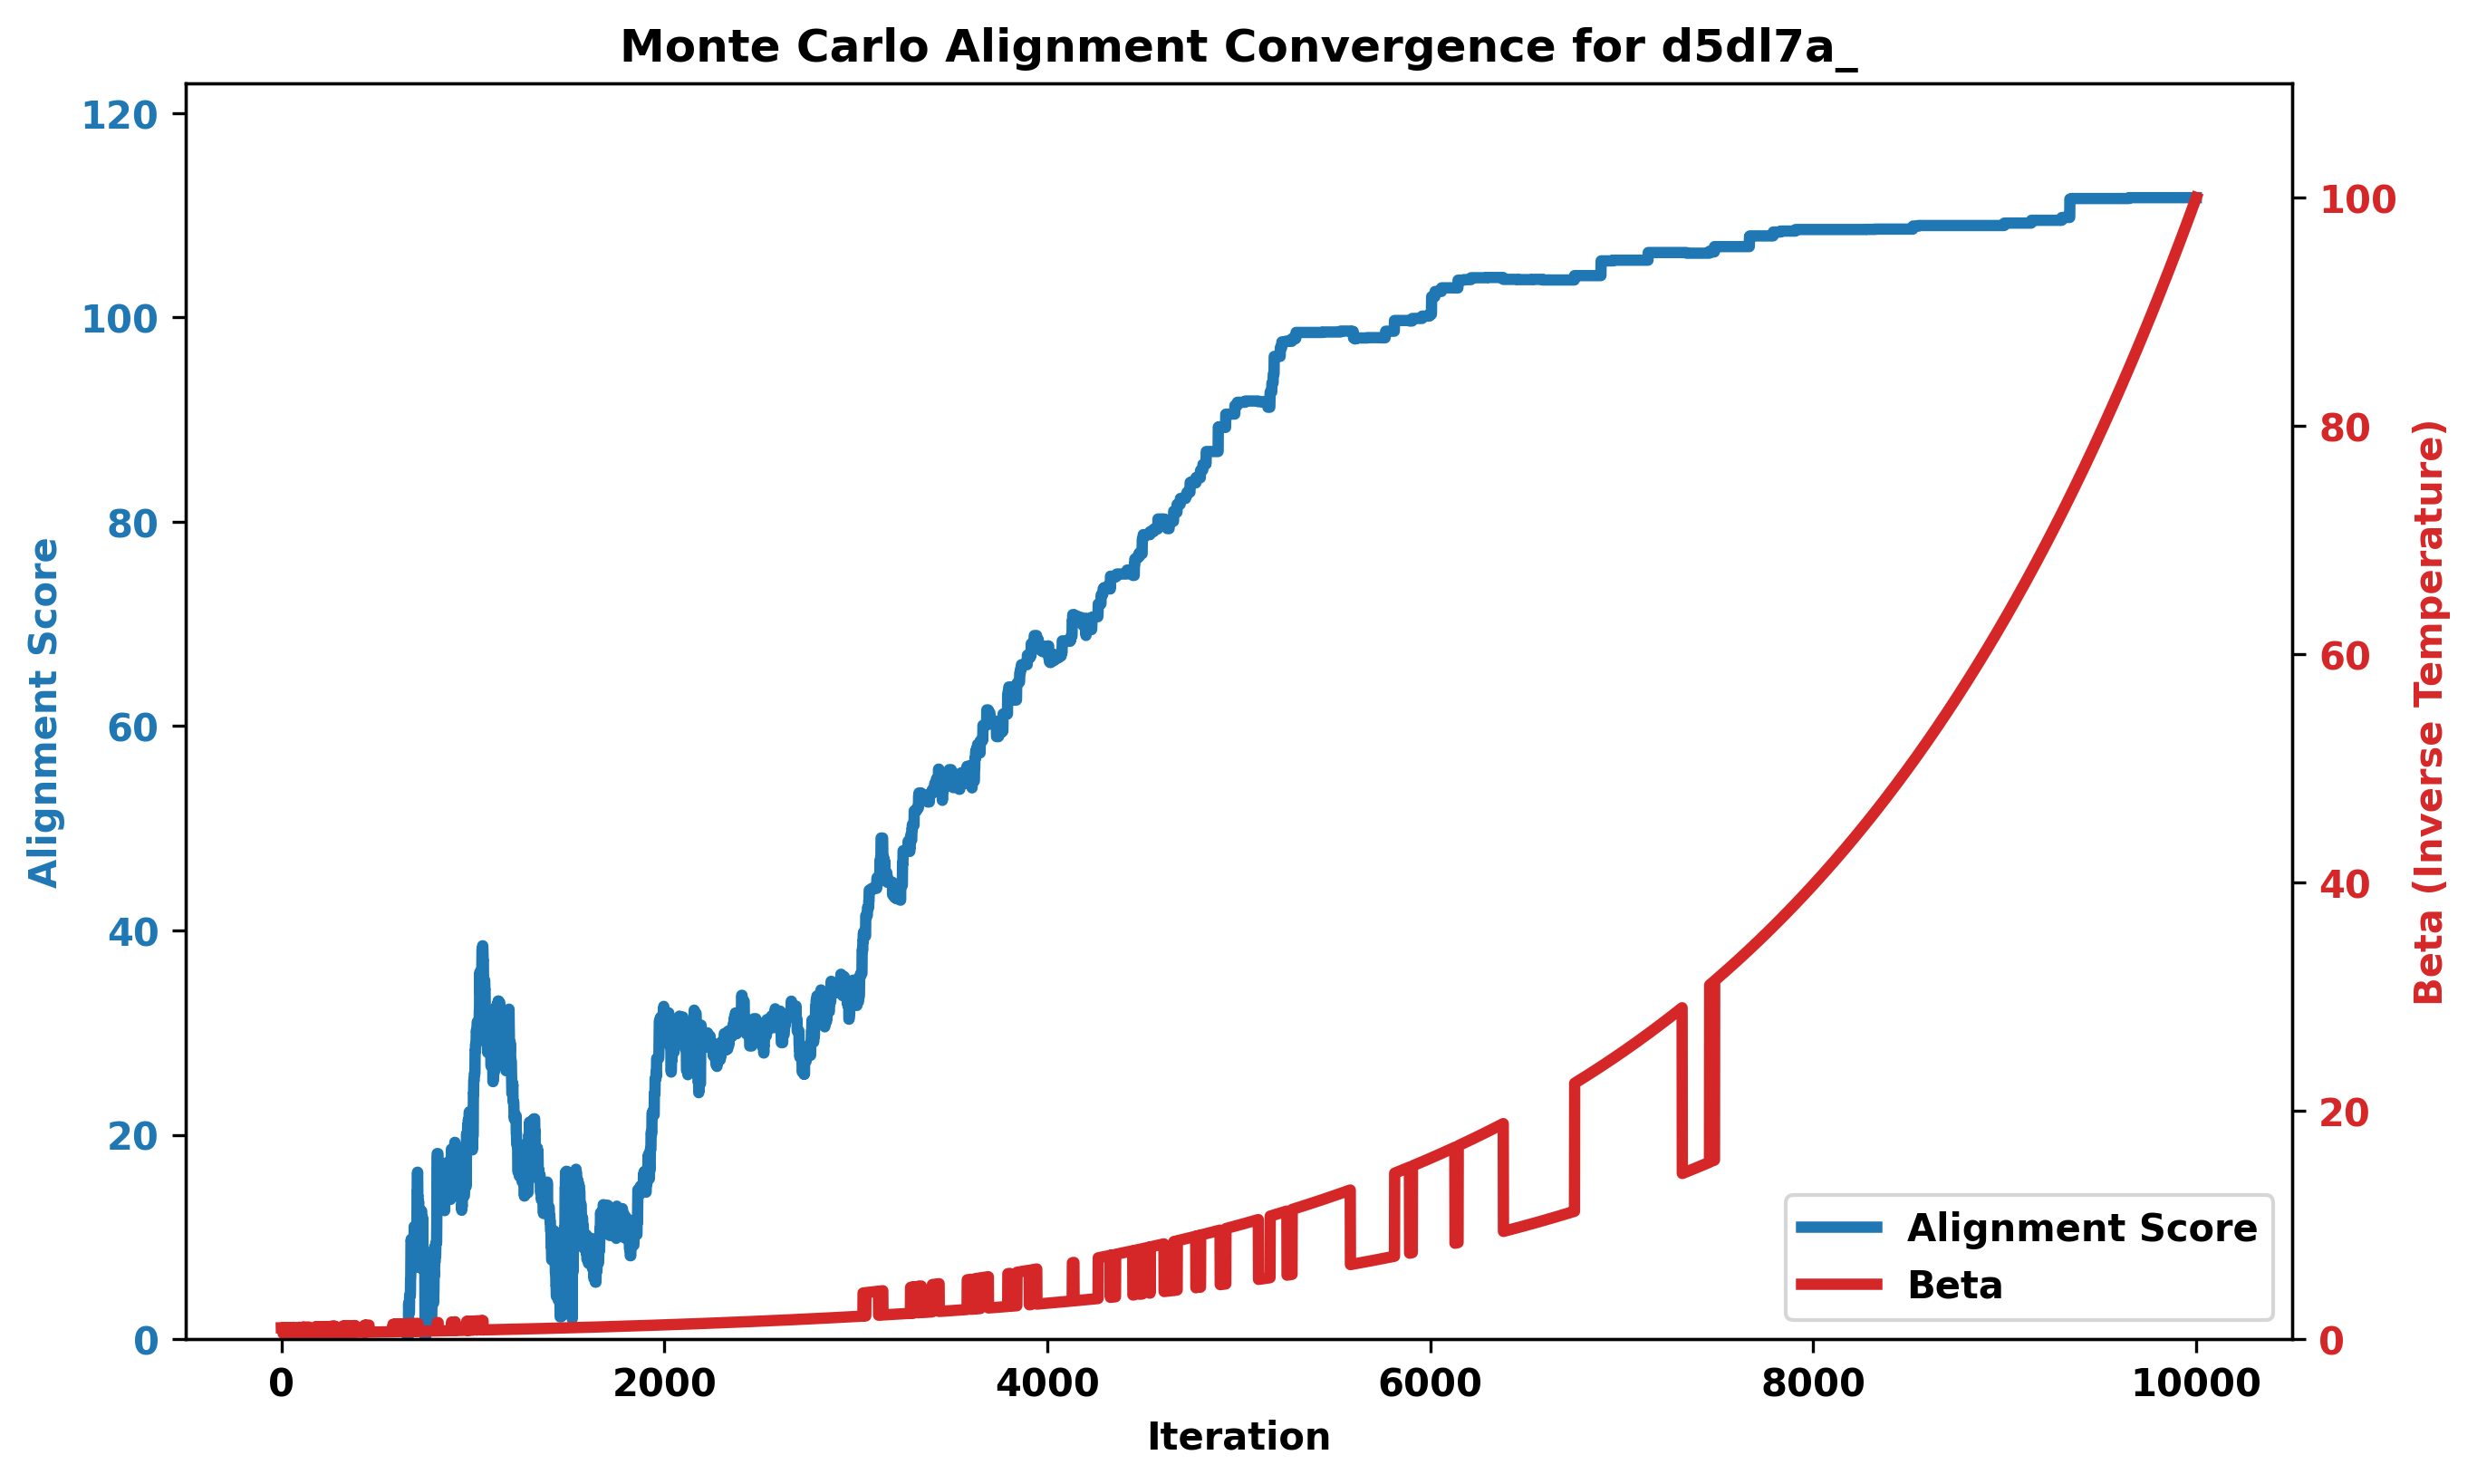 Monte Carlo Alignment Convergence for d5dl7a_
120
100
80
60
40
20
0
Alignment Score
100
80
60
40
20
0
Beta (Inverse Temperature)
Alignment Score
Beta
0 2000 4000 6000 8000 10000
Iteration